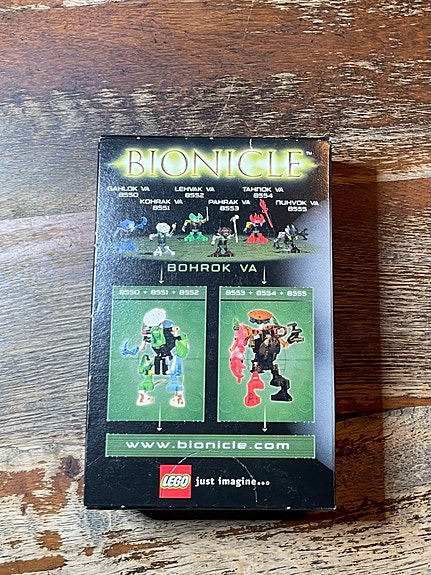 BIONICLE™
GAHLOK VA LEHVAK VA TAHNOK VA
8550 8552 8554
KOHRAK VA PAHRAK VA NUHVOK VA
8551 8553 8555
BOHROK VA
8550 + 8551 + 8552 8553 + 8554 + 8555
www.bionicle.com
LEGO just imagine...